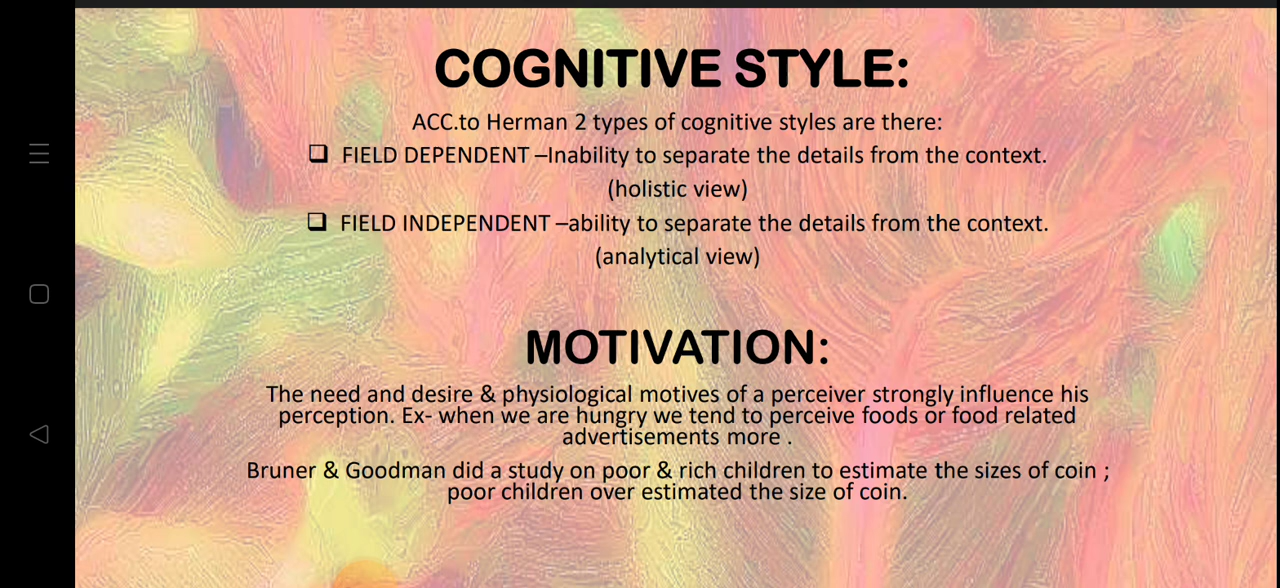 COGNITIVE STYLE:
ACC.to Herman 2 types of cognitive styles are there:
❑ FIELD DEPENDENT –Inability to separate the details from the context.
(holistic view)
❑ FIELD INDEPENDENT –ability to separate the details from the context.
(analytical view)
MOTIVATION:
The need and desire & physiological motives of a perceiver strongly influence his
perception. Ex- when we are hungry we tend to perceive foods or food related
advertisements more .
Bruner & Goodman did a study on poor & rich children to estimate the sizes of coin ;
poor children over estimated the size of coin.